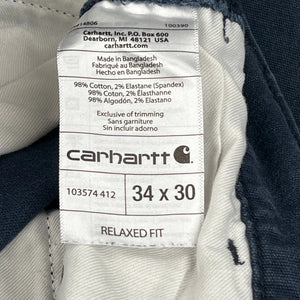 100390
Carhartt, Inc. PO Box 600
Dearborn, MI 48121 USA
carhartt.com
Made in Bangladesh
Fabriqué au Bangladesh
Hecho en Bangladesh
98% Cotton, 2% Elastane (Spandex)
98% Coton, 2% Élasthanne
98% Algodón, 2% Elastano
Exclusive of trimming
Sans garniture
Sin incluir adorno
carhartt
103574 412
34 x 30
RELAXED FIT